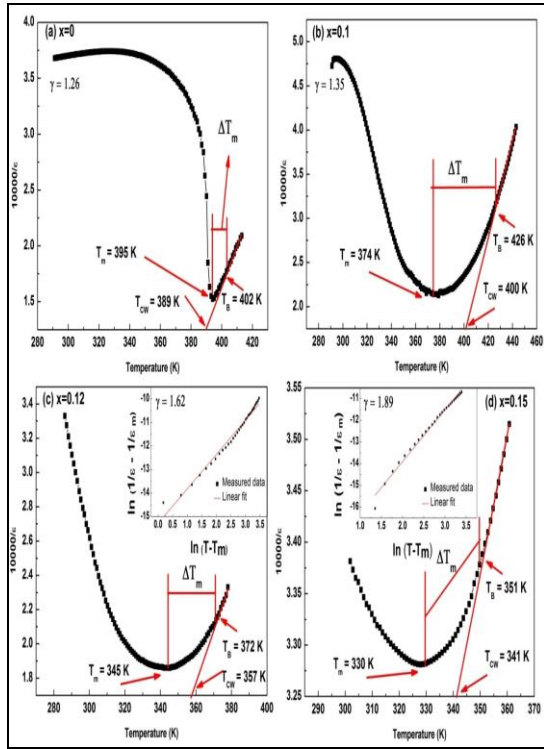 (a) x=0
4.0
3.5
3.0
2.5
2.0
1.5
10000/ε
γ = 1.26
ΔTm
Tm = 395 K
TCW = 389 K
TB = 402 K
280 300 320 340 360 380 400 420
Temperature (K)
(b) x=0.1
5.0
4.5
4.0
3.5
3.0
2.5
2.0
10000/ε
γ = 1.35
ΔTm
Tm = 374 K
TB = 426 K
TCW = 400 K
280 300 320 340 360 380 400 420 440 460
Temperature (K)
(c) x=0.12
3.4
3.2
3.0
2.8
2.6
2.4
2.2
2.0
1.8
1.6
10000/ε
γ = 1.62
-10
-11
-12
-13
-14
-15
ln (1/ε - 1/ε m)
Measured data
Linear fit
0.0 0.5 1.0 1.5 2.0 2.5 3.0 3.5
ln (T-Tm)
ΔTm
Tm = 345 K
TB = 372 K
TCW = 357 K
280 300 320 340 360 380 400
Temperature (K)
(d) x=0.15
3.55
3.50
3.45
3.40
3.35
3.30
3.25
10000/ε
γ = 1.89
-11
-12
-13
-14
-15
-16
ln (1/ε - 1/ε m)
Measured data
Linear fit
1.0 1.5 2.0 2.5 3.0 3.5
ln (T-Tm)
ΔTm
Tm = 330 K
TB = 351 K
TCW = 341 K
290 300 310 320 330 340 350 360 370
Temperature (K)